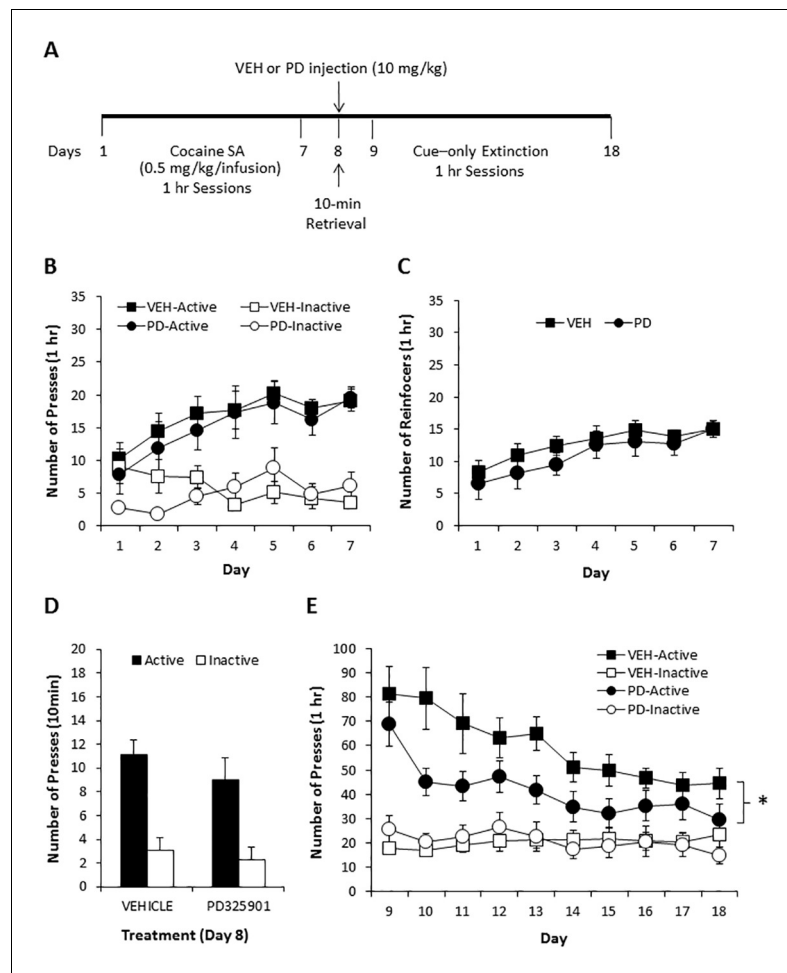 A
VEH or PD injection (10 mg/kg)
Days 1 Cocaine SA 7 8 9 Cue–only Extinction 18
(0.5 mg/kg/infusion) 1 hr Sessions
1 hr Sessions
10-min
Retrieval
B
VEH-Active VEH-Inactive
PD-Active PD-Inactive
Number of Presses (1 hr)
35
30
25
20
15
10
5
0
1 2 3 4 5 6 7
Day
C
VEH PD
Number of Reinfocers (1 hr)
35
30
25
20
15
10
5
0
1 2 3 4 5 6 7
Day
D
Active Inactive
Number of Presses (10min)
20
18
16
14
12
10
8
6
4
2
0
VEHICLE PD325901
Treatment (Day 8)
E
VEH-Active
VEH-Inactive
PD-Active
PD-Inactive
Number of Presses (1 hr)
100
90
80
70
60
50
40
30
20
10
0
*
9 10 11 12 13 14 15 16 17 18
Day